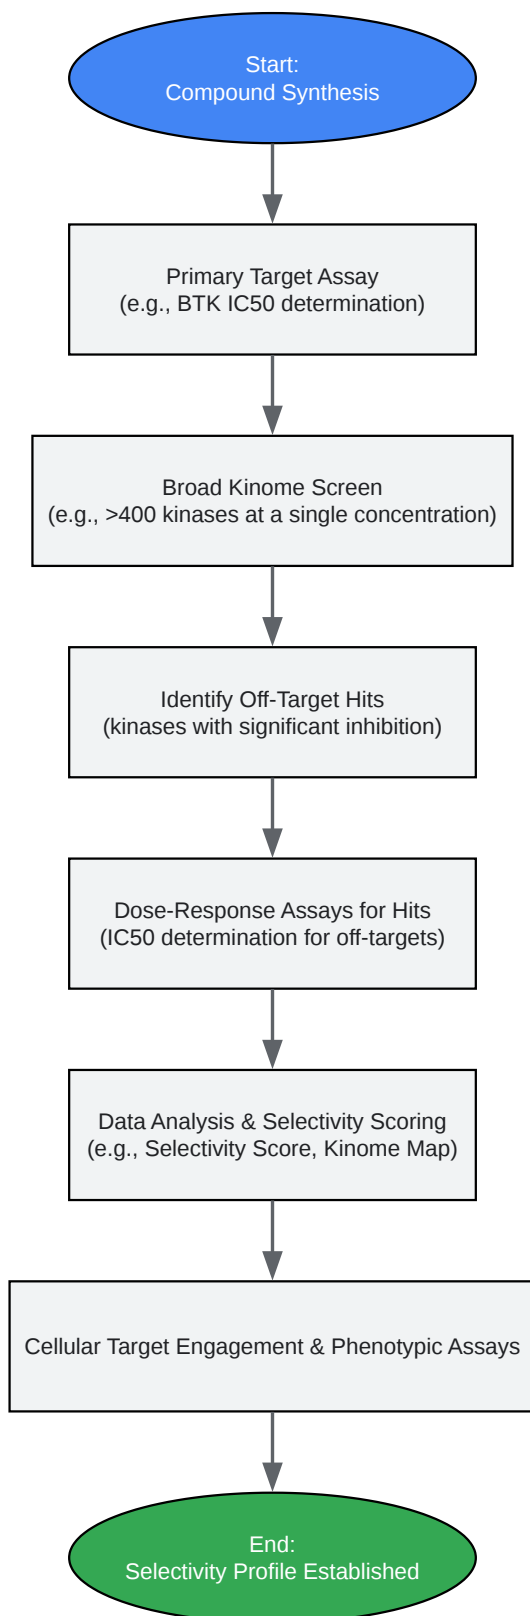 Start:
Compound Synthesis
Primary Target Assay
(e.g., BTK IC50 determination)
Broad Kinome Screen
(e.g., >400 kinases at a single concentration)
Identify Off-Target Hits
(kinases with significant inhibition)
Dose-Response Assays for Hits
(IC50 determination for off-targets)
Data Analysis & Selectivity Scoring
(e.g., Selectivity Score, Kinome Map)
Cellular Target Engagement & Phenotypic Assays
End:
Selectivity Profile Established